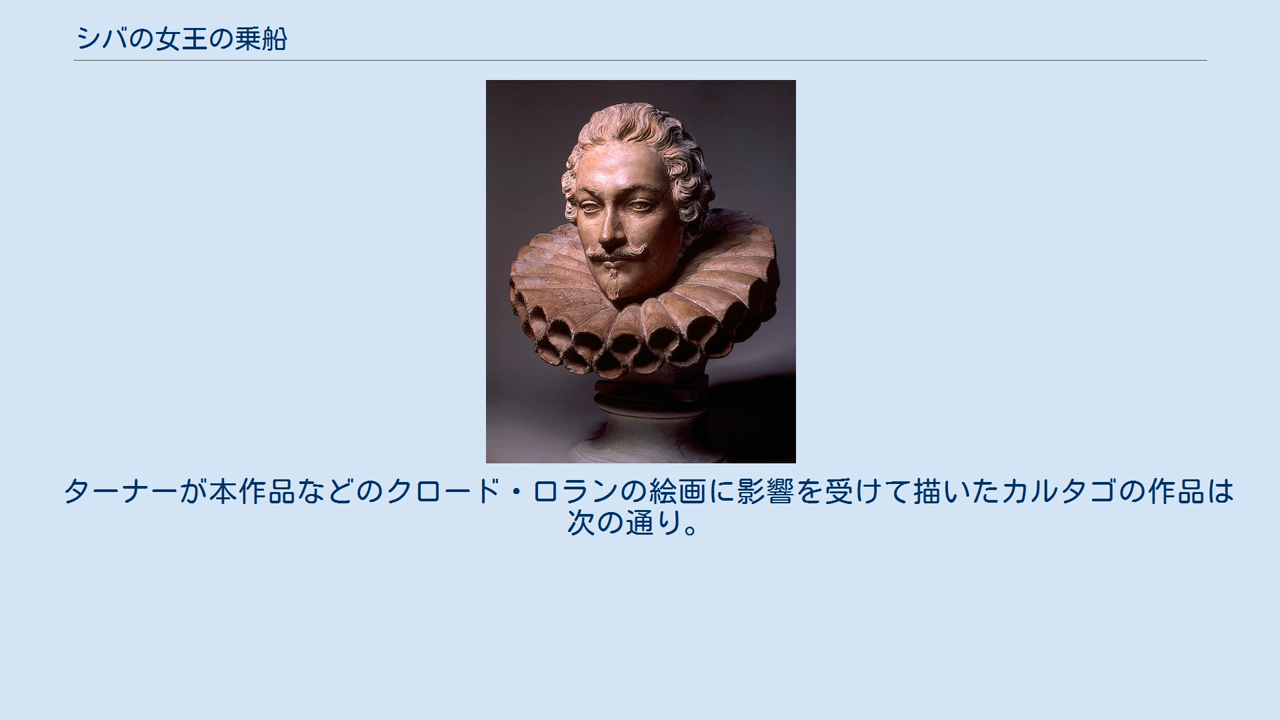 シバの女王の乗船
ターナーが本作品などのクロード・ロランの絵画に影響を受けて描いたカルタゴの作品は
次の通り。